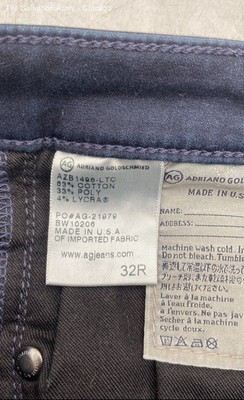 AG ADRIANO GOLDSCHMIED
AZB1496-LTC
63% COTTON
33% POLY
4% LYCRA®
PO#AG-21979
BW10206
MADE IN U.S.A.
OF IMPORTED FABRIC
www.agjeans.com
32R
AG ADRIANO GOL
MADE IN U.S
NAME:
ADDRESS:
Machine wash cold. In
Do not bleach. Tumble
Laver à la machine
à l'eau froide,
à l'envers. Ne pas
Sécher à la machine
cycle doux.